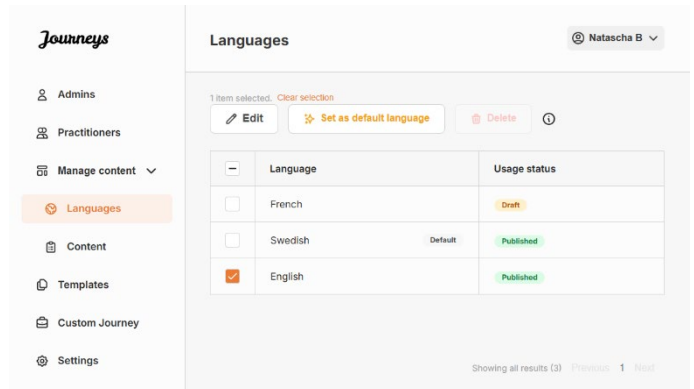 Journeys
Languages
Natascha B
Admins
Practitioners
Manage content
Languages
Content
Templates
Custom Journey
Settings
1 item selected. Clear selection
Edit
Set as default language
Delete
Language
Usage status
French
Draft
Swedish
Default
Published
English
Published
Showing all results (3) Previous 1 Next